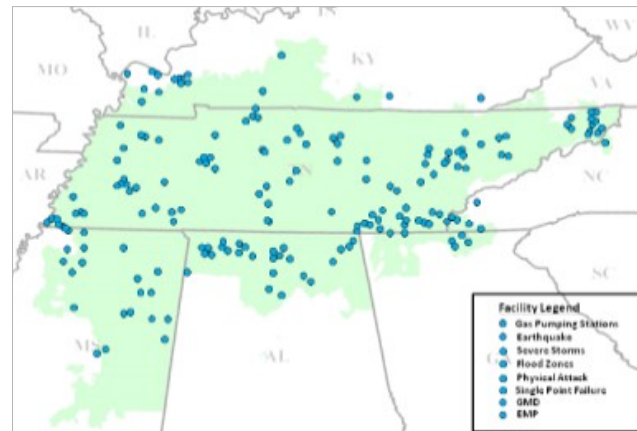 IN
IL
WV
MO
KY
VA
TN
AR
NC
SC
MS
AL
GA
Facility Legend
Gas Pumping Stations
Earthquake
Severe Storms
Flood Zones
Physical Attack
Single Point Failure
GMD
EMP